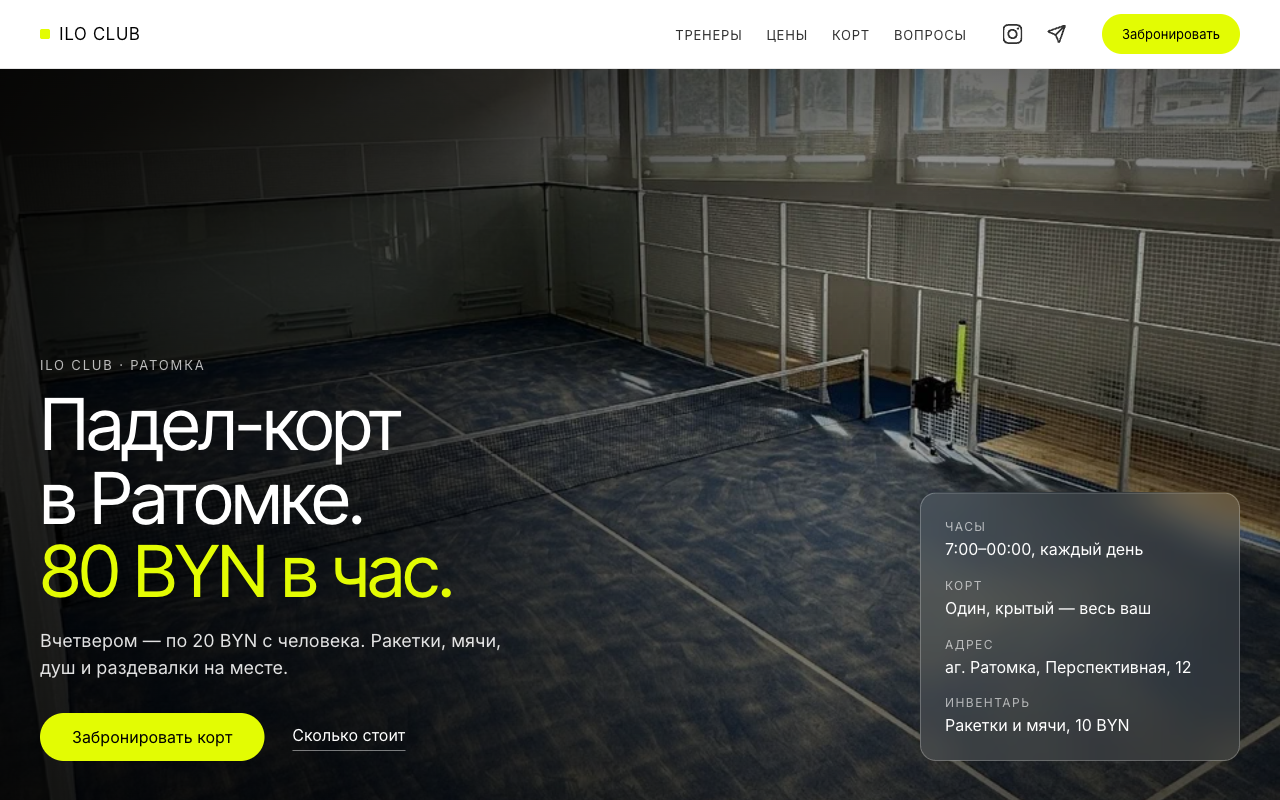 ILO CLUB
ТРЕНЕРЫ
ЦЕНЫ
КОРТ
ВОПРОСЫ
Забронировать
ILO CLUB · РАТОМКА
Падел-корт
в Ратомке.
80 BYN в час.
Вчетвером — по 20 BYN с человека. Ракетки, мячи,
душ и раздевалки на месте.
Забронировать корт
Сколько стоит
ЧАСЫ
7:00–00:00, каждый день
КОРТ
Один, крытый — весь ваш
АДРЕС
аг. Ратомка, Перспективная, 12
ИНВЕНТАРЬ
Ракетки и мячи, 10 BYN